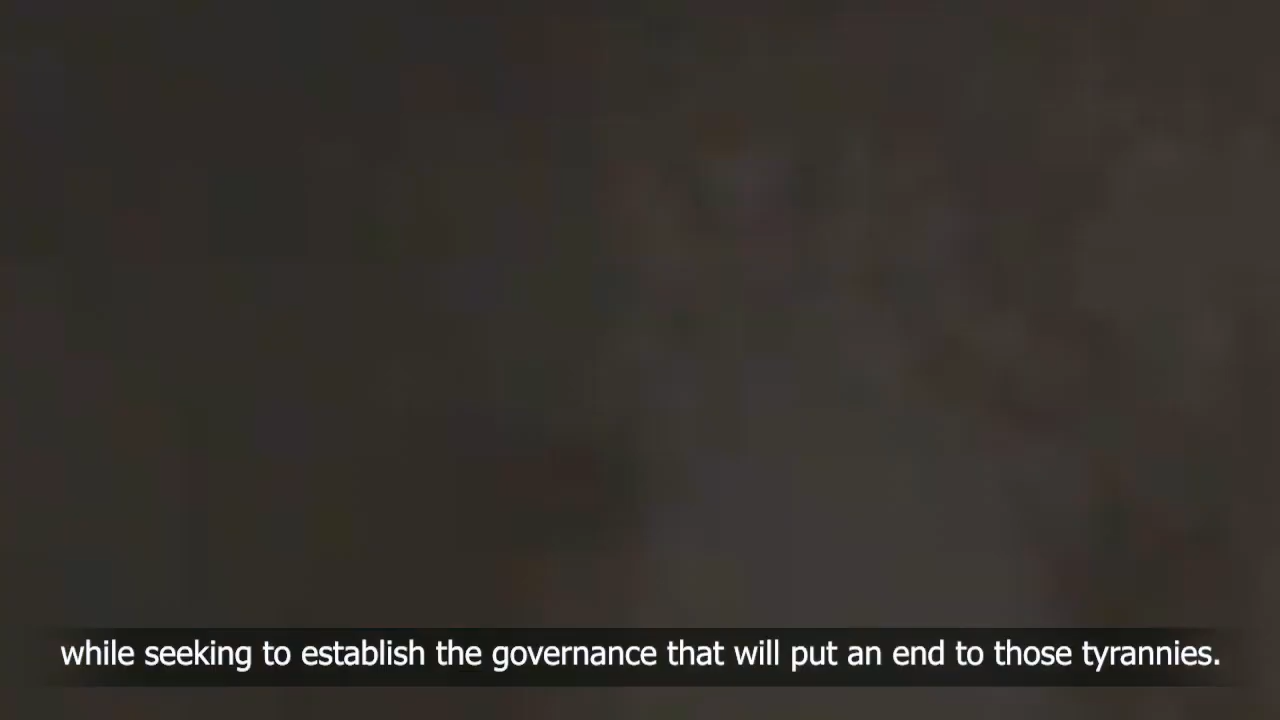 while seeking to establish the governance that will put an end to those tyrannies.